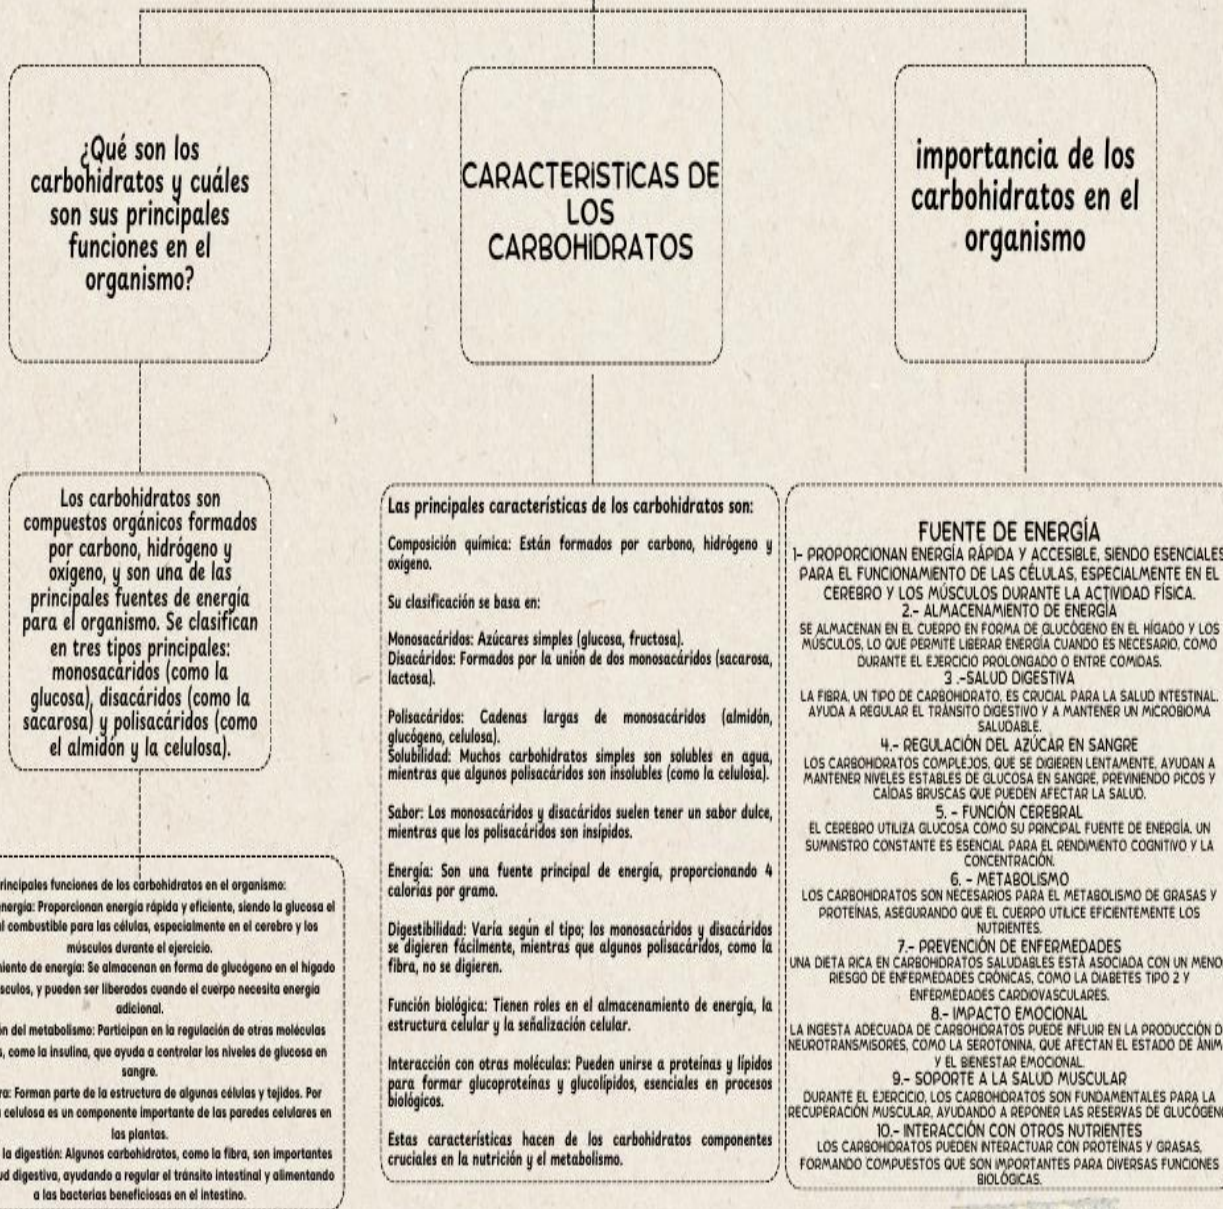 ¿Qué son los
carbohidratos y cuáles
son sus principales
funciones en el
organismo?
CARACTERISTICAS DE
LOS
CARBOHIDRATOS
importancia de los
carbohidratos en el
organismo
Los carbohidratos son
compuestos orgánicos formados
por carbono, hidrógeno y
oxígeno, y son una de las
principales fuentes de energía
para el organismo. Se clasifican
en tres tipos principales:
monosacáridos (como la
glucosa), disacáridos (como la
sacarosa) y polisacáridos (como
el almidón y la celulosa).
rincipales funciones de los carbohidratos en el organismo:
nergía: Proporcionan energía rápida y eficiente, siendo la glucosa el
al combustible para las células, especialmente en el cerebro y los
músculos durante el ejercicio.
niento de energía: Se almacenan en forma de glucógeno en el hígado
sculos, y pueden ser liberados cuando el cuerpo necesita energía
adicional.
ón del metabolismo: Participan en la regulación de otras moléculas
s, como la insulina, que ayuda a controlar los niveles de glucosa en
sangre.
ra: Forman parte de la estructura de algunas células y tejidos. Por
a celulosa es un componente importante de las paredes celulares en
las plantas.
la digestión: Algunos carbohidratos, como la fibra, son importantes
ud digestiva, ayudando a regular el tránsito intestinal y alimentando
a las bacterias beneficiosas en el intestino.
Las principales características de los carbohidratos son:
Composición química: Están formados por carbono, hidrógeno y
oxígeno.
Su clasificación se basa en:
Monosacáridos: Azúcares simples (glucosa, fructosa).
Disacáridos: Formados por la unión de dos monosacáridos (sacarosa,
lactosa).
Polisacáridos: Cadenas largas de monosacáridos (almidón,
glucógeno, celulosa).
Solubilidad: Muchos carbohidratos simples son solubles en agua,
mientras que algunos polisacáridos son insolubles (como la celulosa).
Sabor: Los monosacáridos y disacáridos suelen tener un sabor dulce,
mientras que los polisacáridos son insípidos.
Energía: Son una fuente principal de energía, proporcionando 4
calorías por gramo.
Digestibilidad: Varía según el tipo; los monosacáridos y disacáridos
se digieren fácilmente, mientras que algunos polisacáridos, como la
fibra, no se digieren.
Función biológica: Tienen roles en el almacenamiento de energía, la
estructura celular y la señalización celular.
Interacción con otras moléculas: Pueden unirse a proteínas y lípidos
para formar glucoproteínas y glucolípidos, esenciales en procesos
biológicos.
Estas características hacen de los carbohidratos componentes
cruciales en la nutrición y el metabolismo.
FUENTE DE ENERGÍA
1- PROPORCIONAN ENERGÍA RÁPIDA Y ACCESIBLE, SIENDO ESENCIALES
PARA EL FUNCIONAMIENTO DE LAS CÉLULAS, ESPECIALMENTE EN EL
CEREBRO Y LOS MÚSCULOS DURANTE LA ACTIVIDAD FÍSICA.
2.- ALMACENAMIENTO DE ENERGÍA
SE ALMACENAN EN EL CUERPO EN FORMA DE GLUCÓGENO EN EL HÍGADO Y LOS
MÚSCULOS, LO QUE PERMITE LIBERAR ENERGÍA CUANDO ES NECESARIO, COMO
DURANTE EL EJERCICIO PROLONGADO O ENTRE COMIDAS.
3 .-SALUD DIGESTIVA
LA FIBRA, UN TIPO DE CARBOHIDRATO, ES CRUCIAL PARA LA SALUD INTESTINAL.
AYUDA A REGULAR EL TRÁNSITO DIGESTIVO Y A MANTENER UN MICROBIOMA
SALUDABLE.
4.- REGULACIÓN DEL AZÚCAR EN SANGRE
LOS CARBOHIDRATOS COMPLEJOS, QUE SE DIGIEREN LENTAMENTE, AYUDAN A
MANTENER NIVELES ESTABLES DE GLUCOSA EN SANGRE, PREVINIENDO PICOS Y
CAÍDAS BRUSCAS QUE PUEDEN AFECTAR LA SALUD.
5. - FUNCIÓN CEREBRAL
EL CEREBRO UTILIZA GLUCOSA COMO SU PRINCIPAL FUENTE DE ENERGÍA. UN
SUMINISTRO CONSTANTE ES ESENCIAL PARA EL RENDIMIENTO COGNITIVO Y LA
CONCENTRACIÓN.
6. - METABOLISMO
LOS CARBOHIDRATOS SON NECESARIOS PARA EL METABOLISMO DE GRASAS Y
PROTEÍNAS, ASEGURANDO QUE EL CUERPO UTILICE EFICIENTEMENTE LOS
NUTRIENTES.
7.- PREVENCIÓN DE ENFERMEDADES
UNA DIETA RICA EN CARBOHIDRATOS SALUDABLES ESTÁ ASOCIADA CON UN MENO
RIESGO DE ENFERMEDADES CRÓNICAS, COMO LA DIABETES TIPO 2 Y
ENFERMEDADES CARDIOVASCULARES.
8.- IMPACTO EMOCIONAL
LA INGESTA ADECUADA DE CARBOHIDRATOS PUEDE INFLUIR EN LA PRODUCCIÓN D
NEUROTRANSMISORES, COMO LA SEROTONINA, QUE AFECTAN EL ESTADO DE ÁNIM
Y EL BIENESTAR EMOCIONAL.
9.- SOPORTE A LA SALUD MUSCULAR
DURANTE EL EJERCICIO, LOS CARBOHIDRATOS SON FUNDAMENTALES PARA LA
RECUPERACIÓN MUSCULAR, AYUDANDO A REPONER LAS RESERVAS DE GLUCÓGENO
10.- INTERACCIÓN CON OTROS NUTRIENTES
LOS CARBOHIDRATOS PUEDEN INTERACTUAR CON PROTEÍNAS Y GRASAS,
FORMANDO COMPUESTOS QUE SON IMPORTANTES PARA DIVERSAS FUNCIONES
BIOLÓGICAS.